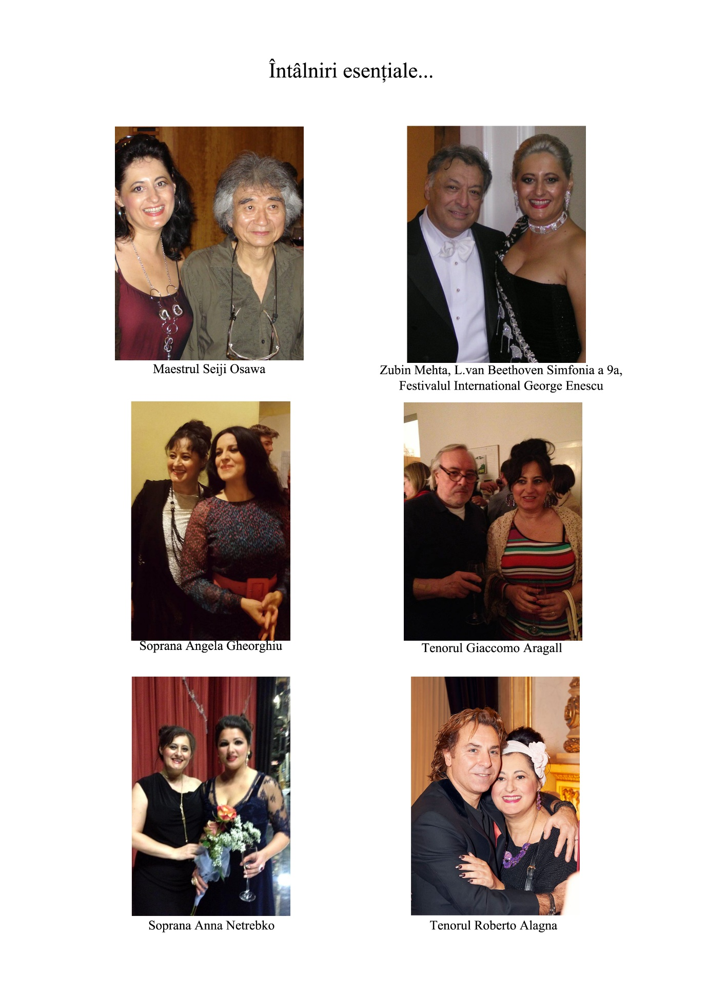 Întâlniri esențiale...
Maestrul Seiji Osawa
Zubin Mehta, L.van Beethoven Simfonia a 9a,
Festivalul International George Enescu
Soprana Angela Gheorghiu
Tenorul Giaccomo Aragall
Soprana Anna Netrebko
Tenorul Roberto Alagna